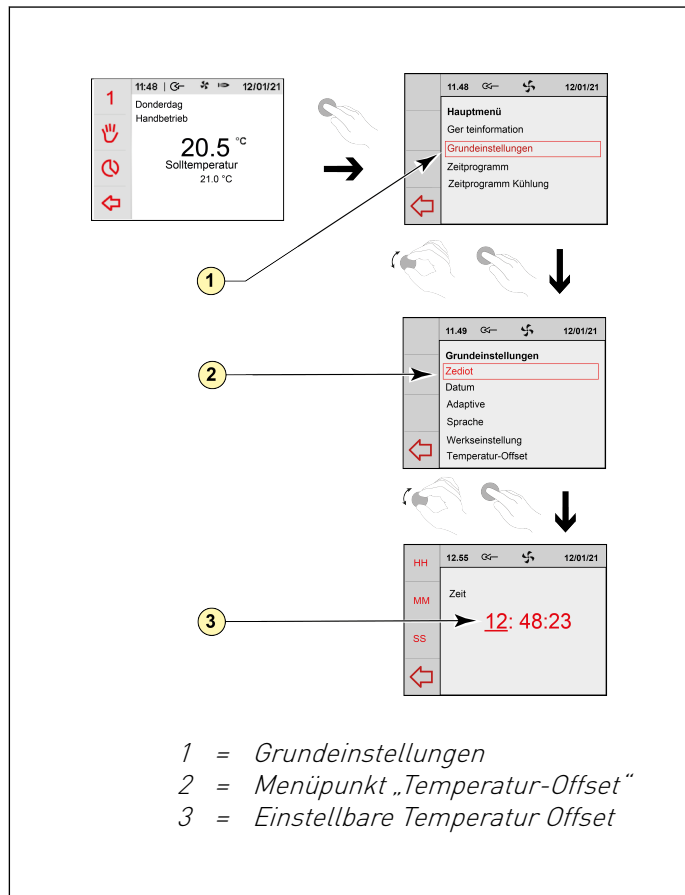 11:48 12/01/21
1
Donderdag
Handbetrieb
20.5 °C
Solltemperatur
21.0 °C
11.48 12/01/21
Hauptmenü
Ger teinformation
Grundeinstellungen
Zeitprogramm
Zeitprogramm Kühlung
1
11.49 12/01/21
Grundeinstellungen
Zediot
Datum
Adaptive
Sprache
Werkseinstellung
Temperatur-Offset
2
12.55 12/01/21
HH
Zeit
MM
12: 48:23
SS
3
1 = Grundeinstellungen
2 = Menüpunkt „Temperatur-Offset“
3 = Einstellbare Temperatur Offset